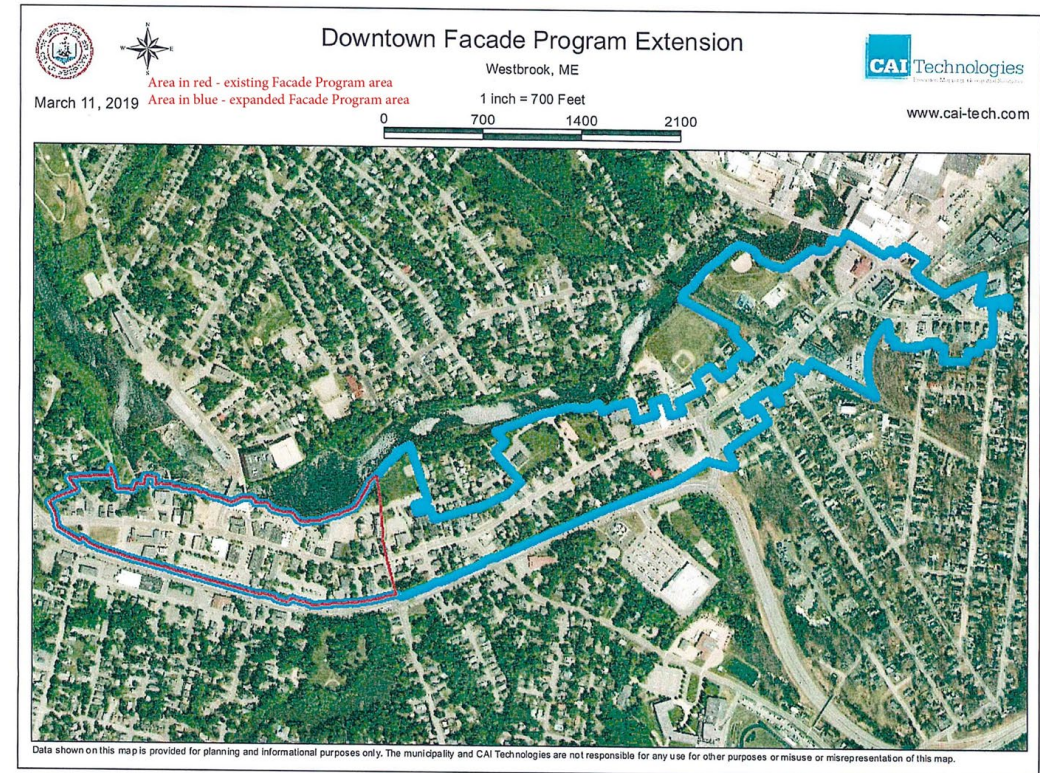 Downtown Facade Program Extension
Westbrook, ME
1 inch = 700 Feet
0 700 1400 2100
N
W E
S
Area in red - existing Facade Program area
Area in blue - expanded Facade Program area
March 11, 2019
CAI Technologies
www.cai-tech.com
Data shown on this map is provided for planning and informational purposes only. The municipality and CAI Technologies are not responsible for any use for other purposes or misuse or misrepresentation of this map.